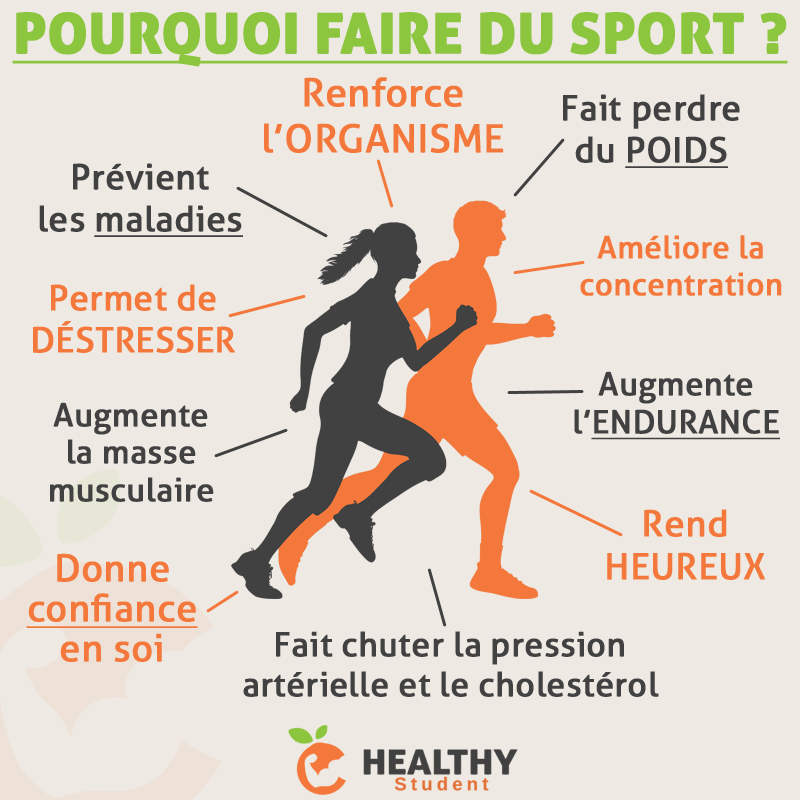 POURQUOI FAIRE DU SPORT ?
Renforce
l'ORGANISME
Fait perdre
du POIDS
Prévient
les maladies
Améliore la
concentration
Permet de
DÉSTRESSER
Augmente
l'ENDURANCE
Augmente
la masse
musculaire
Rend
HEUREUX
Donne
confiance
en soi
Fait chuter la pression
artérielle et le cholestérol
HEALTHY
Student